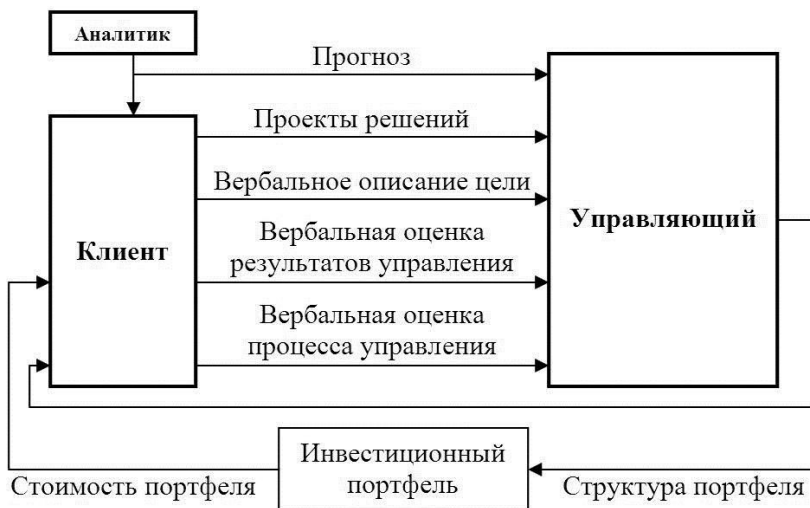 Аналитик
Прогноз
Проекты решений
Вербальное описание цели
Управляющий
Клиент
Вербальная оценка
результатов управления
Вербальная оценка
процесса управления
Инвестиционный
портфель
Стоимость портфеля
Структура портфеля